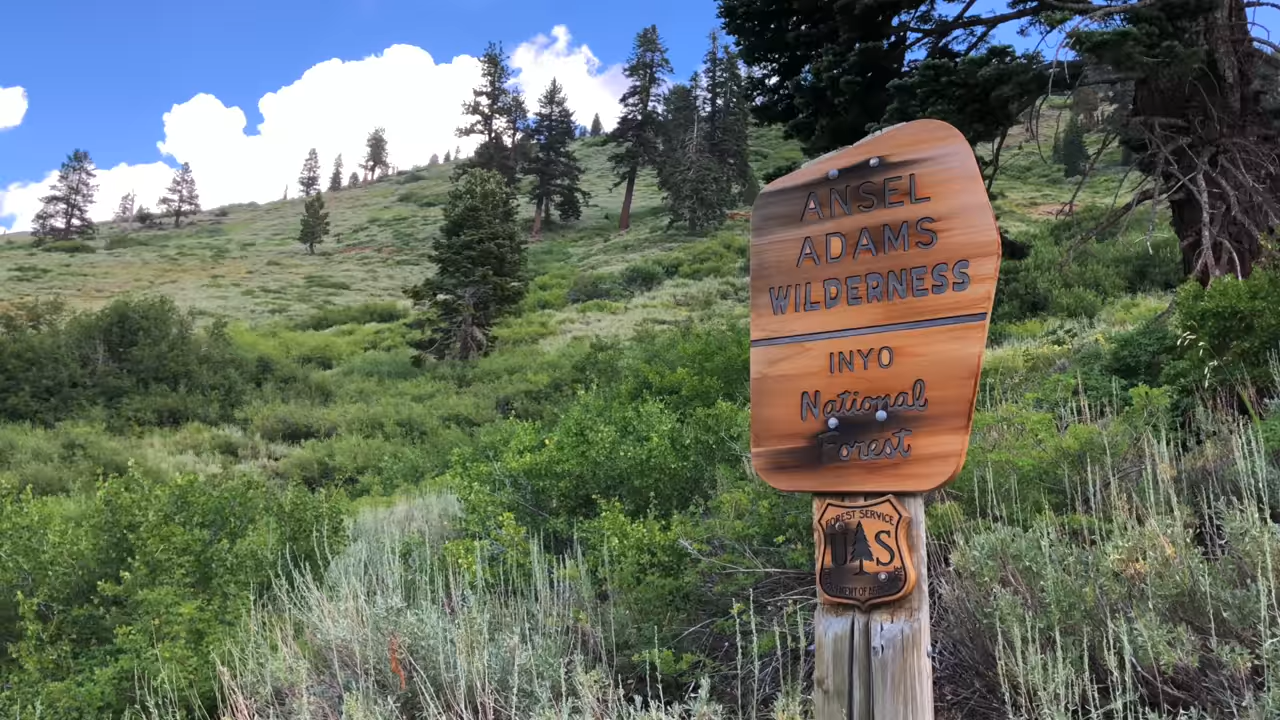 ANSEL
ADAMS
WILDERNESS
INYO
National
Forest
FOREST SERVICE
US